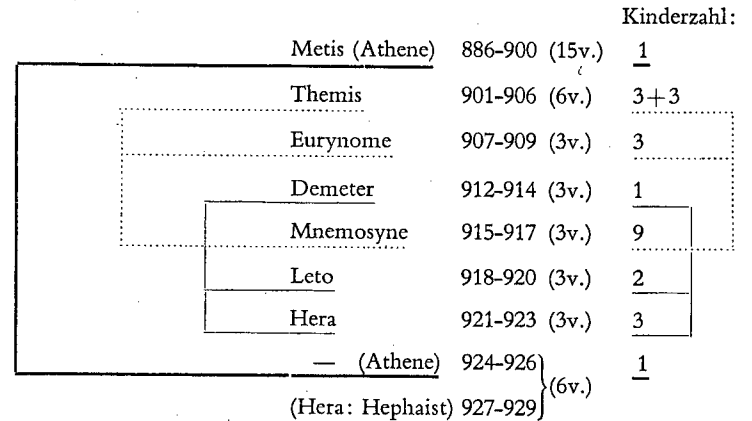 Kinderzahl:
Metis (Athene) 886-900 (15v.) 1
Themis 901-906 (6v.) 3+3
Eurynome 907-909 (3v.) 3
Demeter 912-914 (3v.) 1
Mnemosyne 915-917 (3v.) 9
Leto 918-920 (3v.) 2
Hera 921-923 (3v.) 3
— (Athene) 924-926 1
(6v.)
(Hera: Hephaist) 927-929